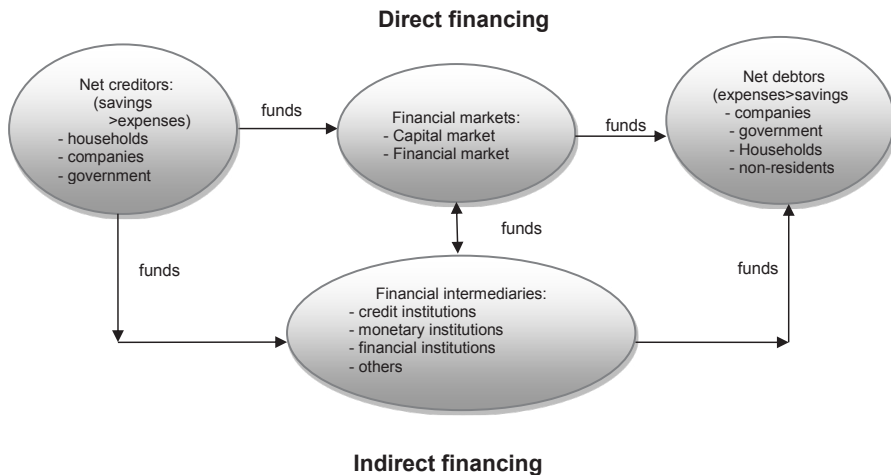 Direct financing
Net creditors:
(savings
>expenses)
- households
- companies
- government
funds
Financial markets:
- Capital market
- Financial market
funds
Net debtors
(expenses>savings
- companies
- government
- Households
- non-residents
funds
funds
funds
Financial intermediaries:
- credit institutions
- monetary institutions
- financial institutions
- others
Indirect financing